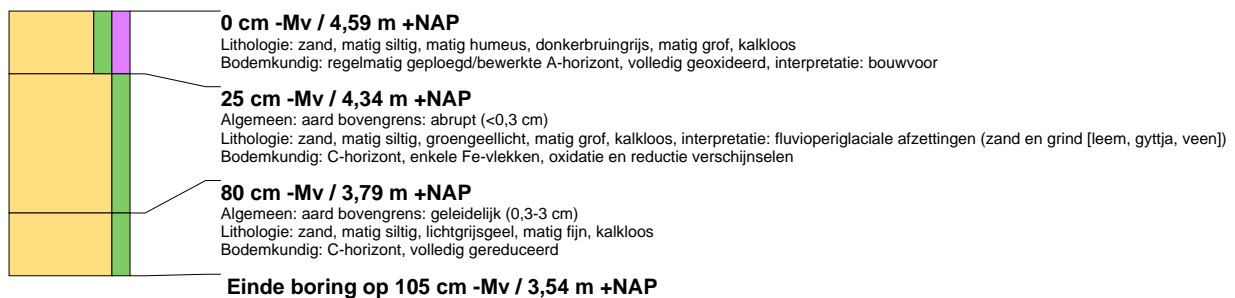 0 cm -Mv / 4,59 m +NAP
Lithologie: zand, matig siltig, matig humeus, donkerbruingrijs, matig grof, kalkloos
Bodemkundig: regelmatig geploegd/bewerkte A-horizont, volledig geoxideerd, interpretatie: bouwvoor
25 cm -Mv / 4,34 m +NAP
Algemeen: aard bovengrens: abrupt (<0,3 cm)
Lithologie: zand, matig siltig, groengeellicht, matig grof, kalkloos, interpretatie: fluvioperiglaciale afzettingen (zand en grind [leem, gyttja, veen])
Bodemkundig: C-horizont, enkele Fe-vlekken, oxidatie en reductie verschijnselen
80 cm -Mv / 3,79 m +NAP
Algemeen: aard bovengrens: geleidelijk (0,3-3 cm)
Lithologie: zand, matig siltig, lichtgrijsgeel, matig fijn, kalkloos
Bodemkundig: C-horizont, volledig gereduceerd
Einde boring op 105 cm -Mv / 3,54 m +NAP